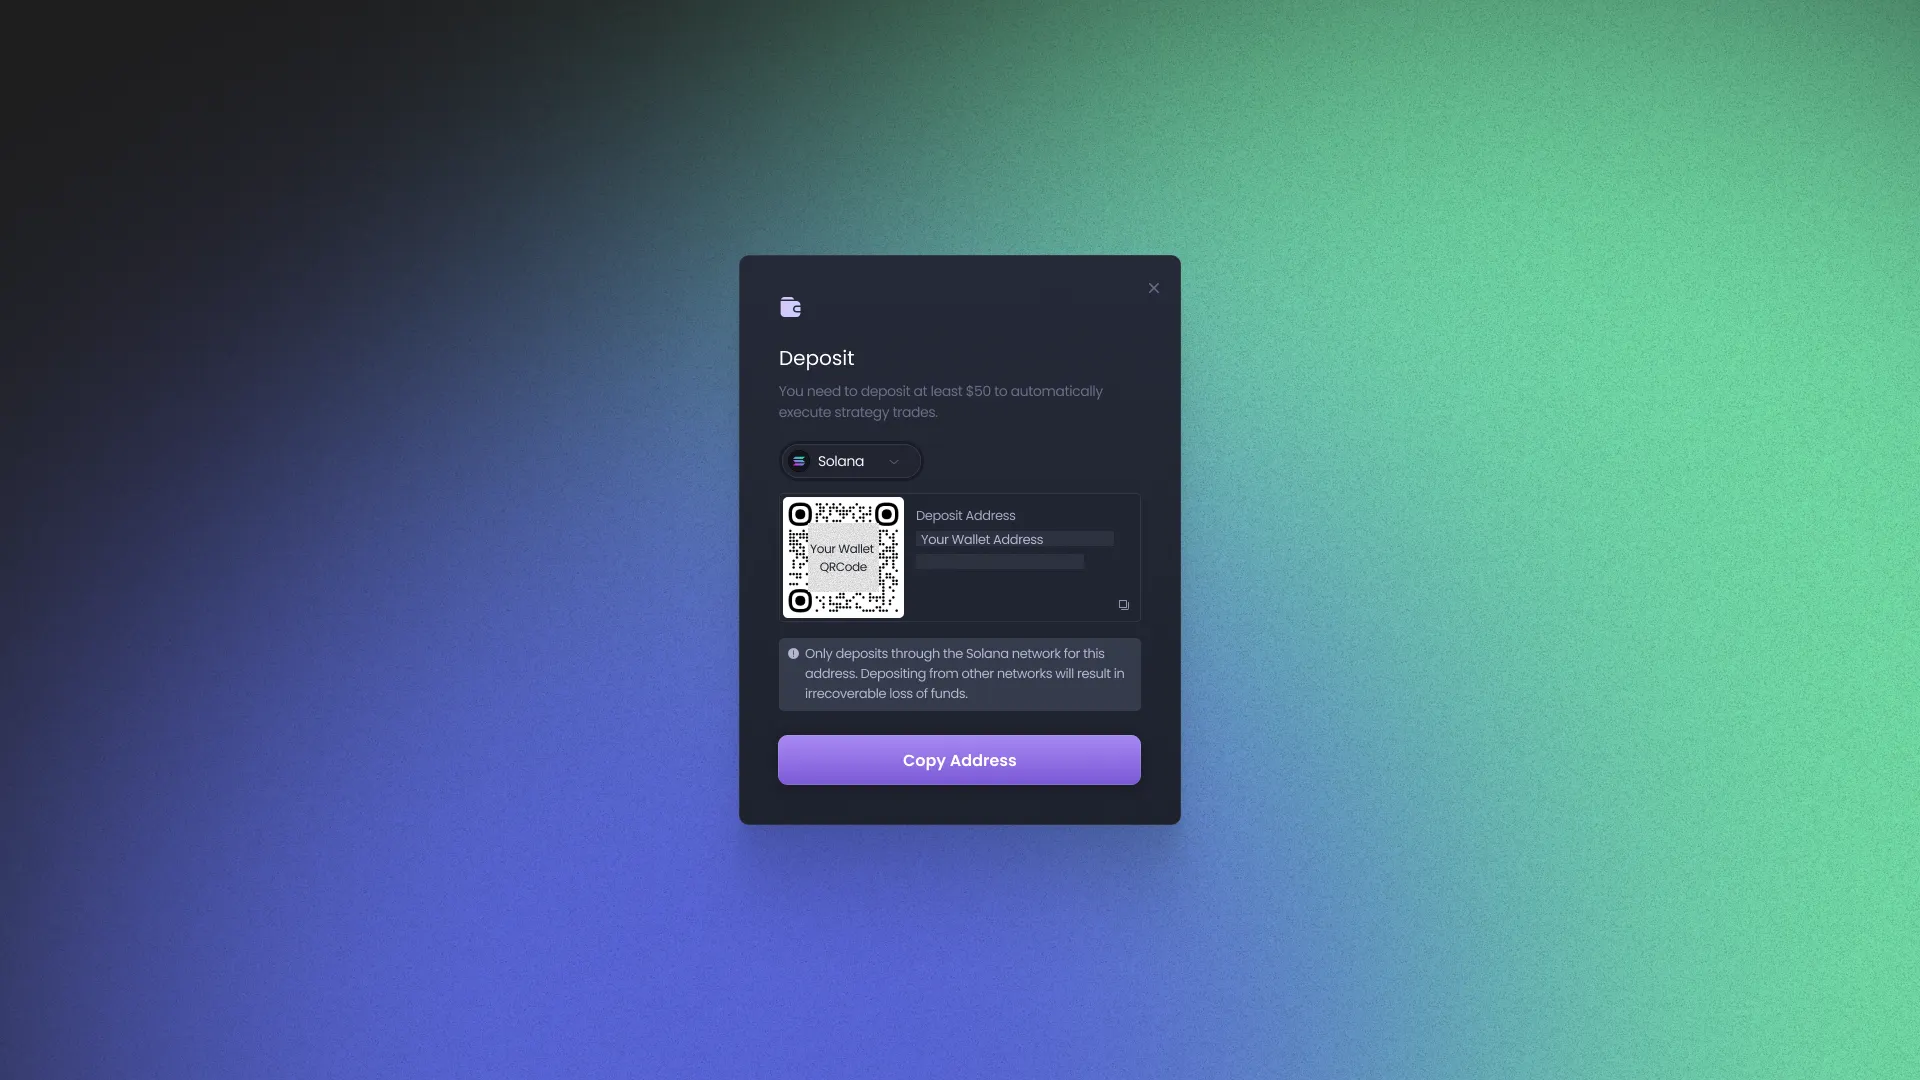 Deposit
You need to deposit at least $50 to automatically
execute strategy trades.
Solana
Your Wallet
QRCode
Deposit Address
Your Wallet Address
Only deposits through the Solana network for this
address. Depositing from other networks will result in
irrecoverable loss of funds.
Copy Address